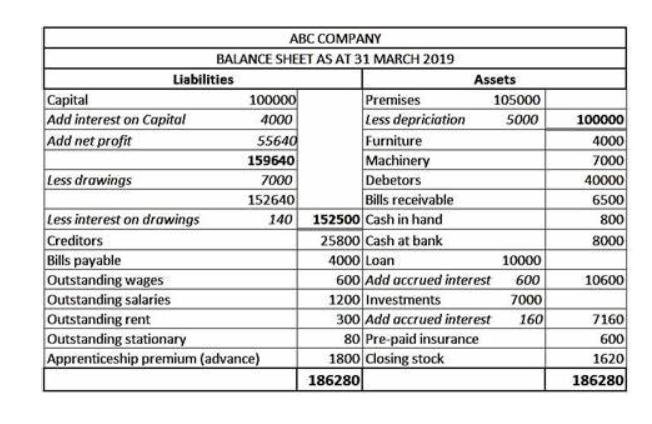 ABC COMPANY
BALANCE SHEET AS AT 31 MARCH 2019
Liabilities Assets
Capital 100000 Premises 105000
Add interest on Capital 4000 Less depriciation 5000 100000
Add net profit 55640 Furniture 4000
159640 Machinery 7000
Less drawings 7000 Debetors 40000
152640 Bills receivable 6500
Less interest on drawings 140 152500 Cash in hand 800
Creditors 25800 Cash at bank 8000
Bills payable 4000 Loan 10000
Outstanding wages 600 Add accrued interest 600 10600
Outstanding salaries 1200 Investments 7000
Outstanding rent 300 Add accrued interest 160 7160
Outstanding stationary 80 Pre-paid insurance 600
Apprenticeship premium (advance) 1800 Closing stock 1620
186280 186280